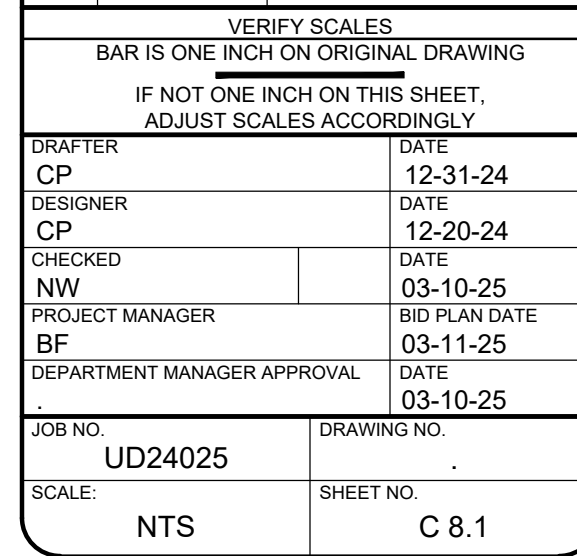 VERIFY SCALES
BAR IS ONE INCH ON ORIGINAL DRAWING
IF NOT ONE INCH ON THIS SHEET,
ADJUST SCALES ACCORDINGLY
DRAFTER DATE
CP 12-31-24
DESIGNER DATE
CP 12-20-24
CHECKED DATE
NW 03-10-25
PROJECT MANAGER BID PLAN DATE
BF 03-11-25
DEPARTMENT MANAGER APPROVAL DATE
. 03-10-25
JOB NO. DRAWING NO.
UD24025 .
SCALE: SHEET NO.
NTS C 8.1